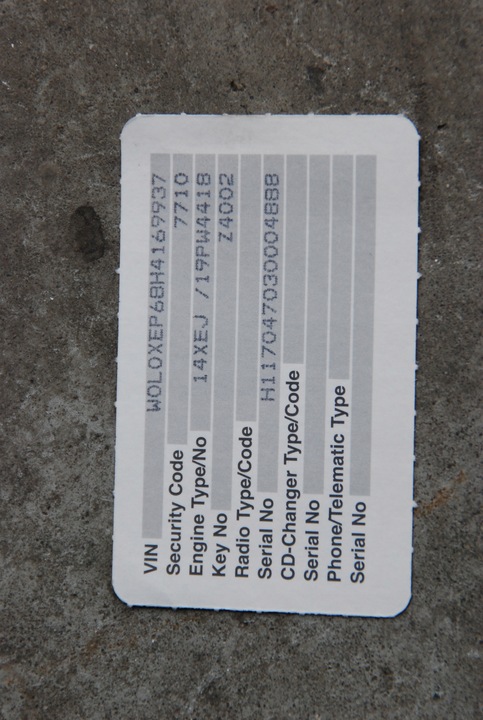 VIN W0L0XEP68H4169937
Security Code 7710
Engine Type/No 14XEJ /19PW4418
Key No Z4002
Radio Type/Code
Serial No H117047030004888
CD-Changer Type/Code
Serial No
Phone/Telematic Type
Serial No